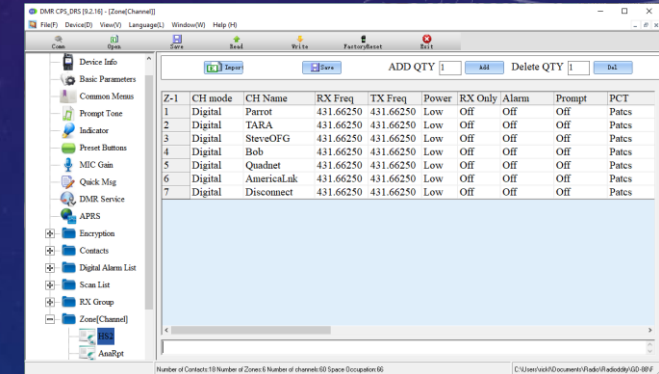 DMR CPS_DRS [9.2.16] - [Zone[Channel]]
File(F) Device(D) View(V) Language(L) Window(W) Help (H)
Conn Open Save Read Write FactoryReset Exit
Import Save ADD QTY 1 Add Delete QTY 1 Del
Device Info
Basic Parameters
Common Menus
Prompt Tone
Indicator
Preset Buttons
MIC Gain
Quick Msg
DMR Service
APRS
Encryption
Contacts
Digital Alarm List
Scan List
RX Group
Zone[Channel]
HS2
AnaRpt
Z-1 CH mode CH Name RX Freq TX Freq Power RX Only Alarm Prompt PCT
1 Digital Parrot 431.66250 431.66250 Low Off Off Off Patcs
2 Digital TARA 431.66250 431.66250 Low Off Off Off Patcs
3 Digital SteveOFG 431.66250 431.66250 Low Off Off Off Patcs
4 Digital Bob 431.66250 431.66250 Low Off Off Off Patcs
5 Digital Quadnet 431.66250 431.66250 Low Off Off Off Patcs
6 Digital AmericaLnk 431.66250 431.66250 Low Off Off Off Patcs
7 Digital Disconnect 431.66250 431.66250 Low Off Off Off Patcs
Number of Contacts:18 Number of Zones:6 Number of channels:60 Space Occupation:66
C:\Users\vicki\Documents\Radio\Radioddity\GD-88\F